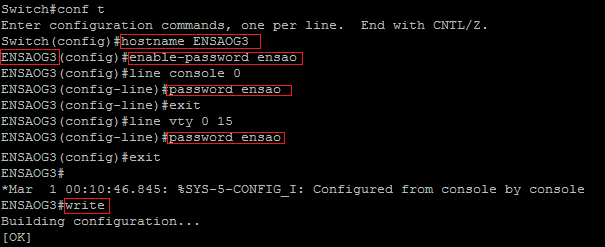 Switch#conf t
Enter configuration commands, one per line.  End with CNTL/Z.
Switch(config)#hostname ENSAOG3
ENSAOG3(config)#enable-password ensao
ENSAOG3(config)#line console 0
ENSAOG3(config-line)#password ensao
ENSAOG3(config-line)#exit
ENSAOG3(config)#line vty 0 15
ENSAOG3(config-line)#password ensao
ENSAOG3(config)#exit
ENSAOG3#
*Mar  1 00:10:46.845: %SYS-5-CONFIG_I: Configured from console by console
ENSAOG3#write
Building configuration...
[OK]